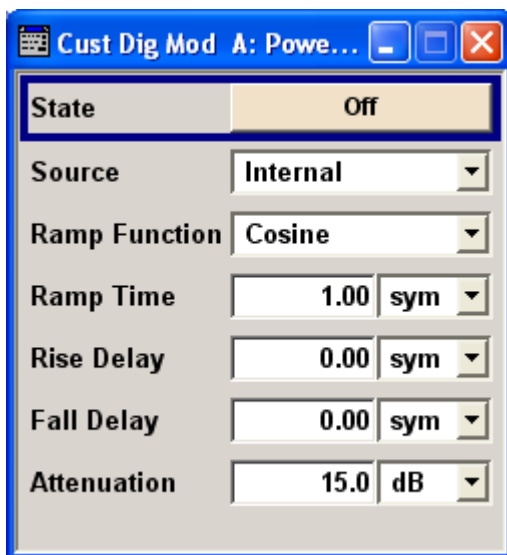 Cust Dig Mod A: Powe...
State Off
Source Internal
Ramp Function Cosine
Ramp Time 1.00 sym
Rise Delay 0.00 sym
Fall Delay 0.00 sym
Attenuation 15.0 dB